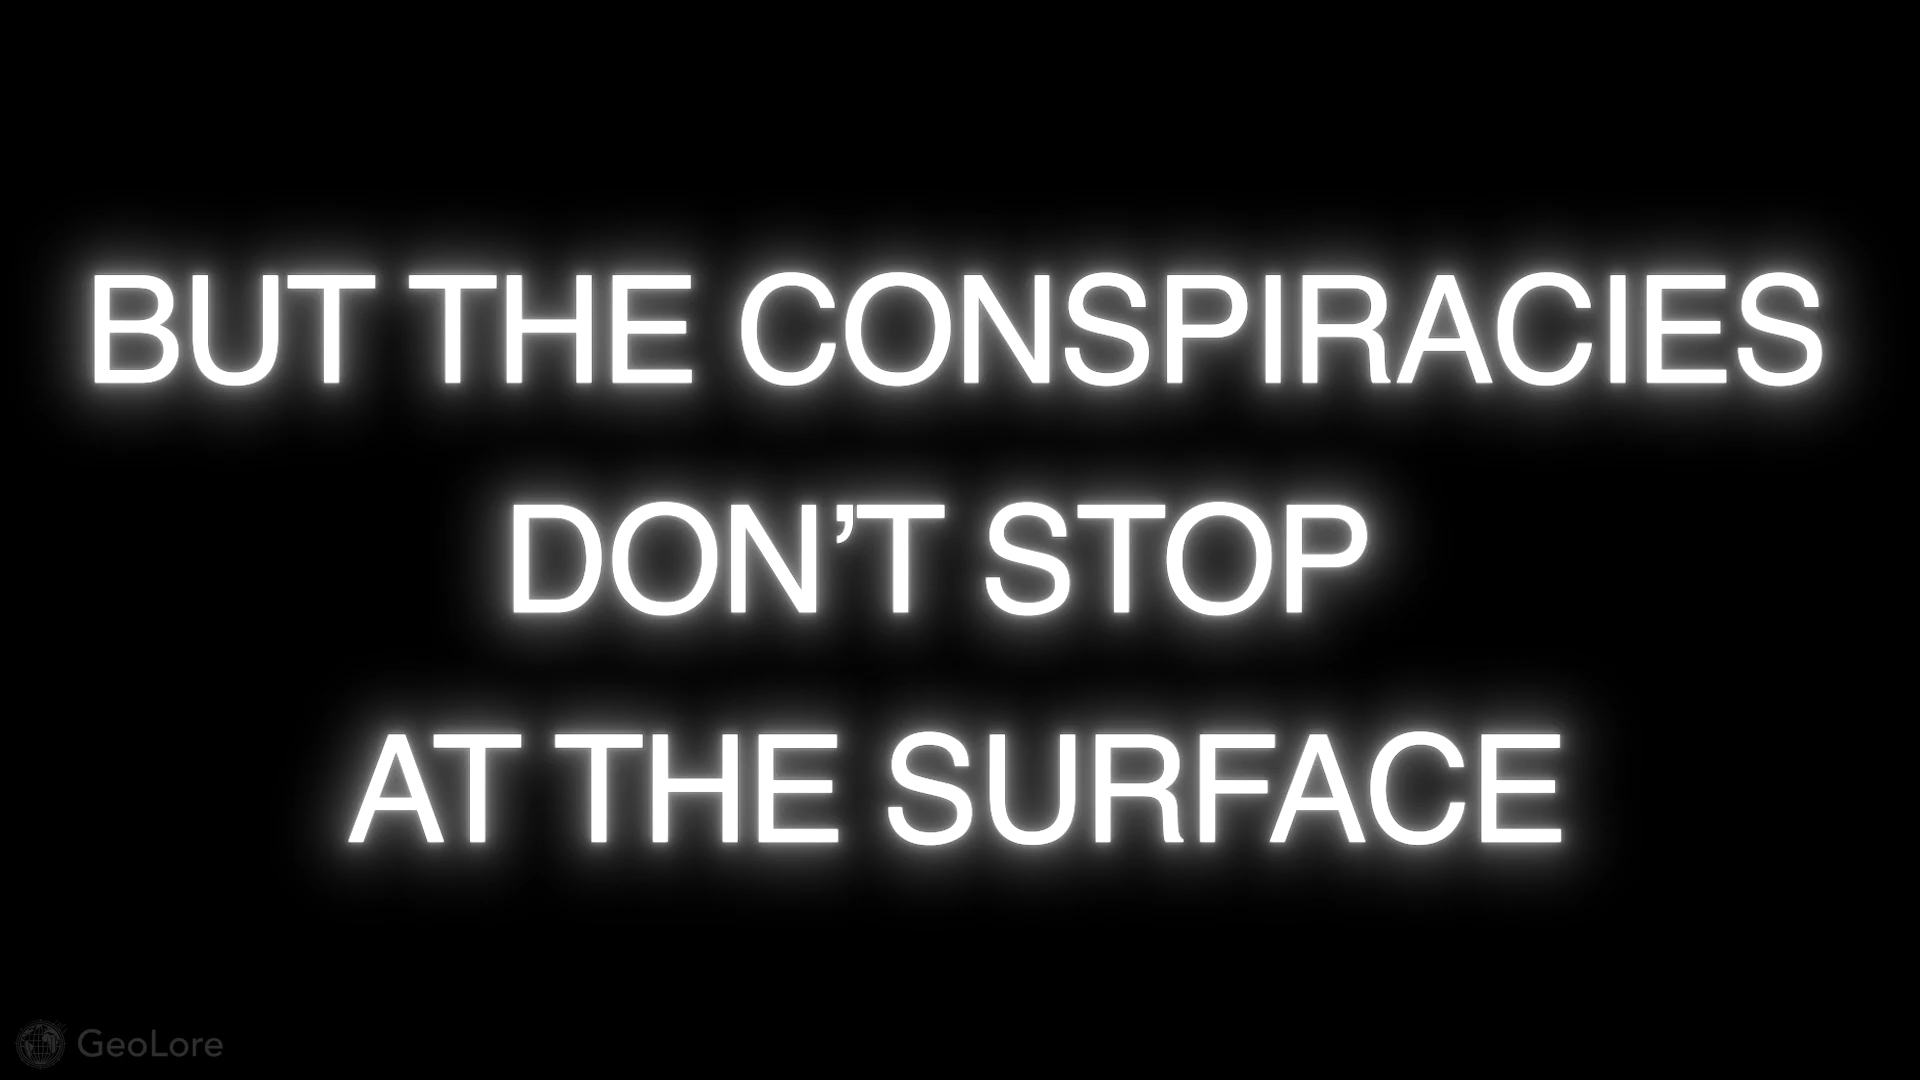 BUT THE CONSPIRACIES
DON’T STOP
AT THE SURFACE
GeoLore